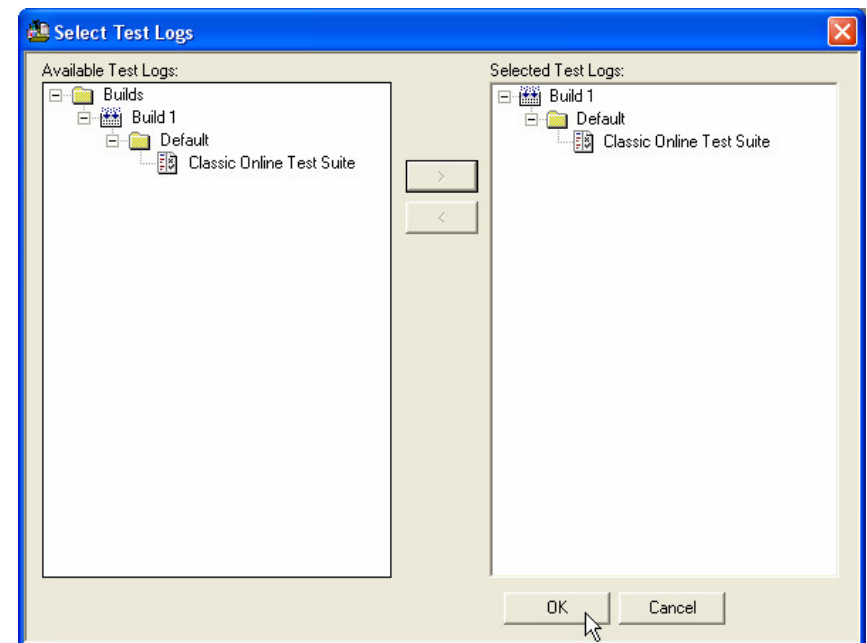 Select Test Logs
Available Test Logs:
Builds
Build 1
Default
Classic Online Test Suite
>
<
Selected Test Logs:
Build 1
Default
Classic Online Test Suite
OK
Cancel